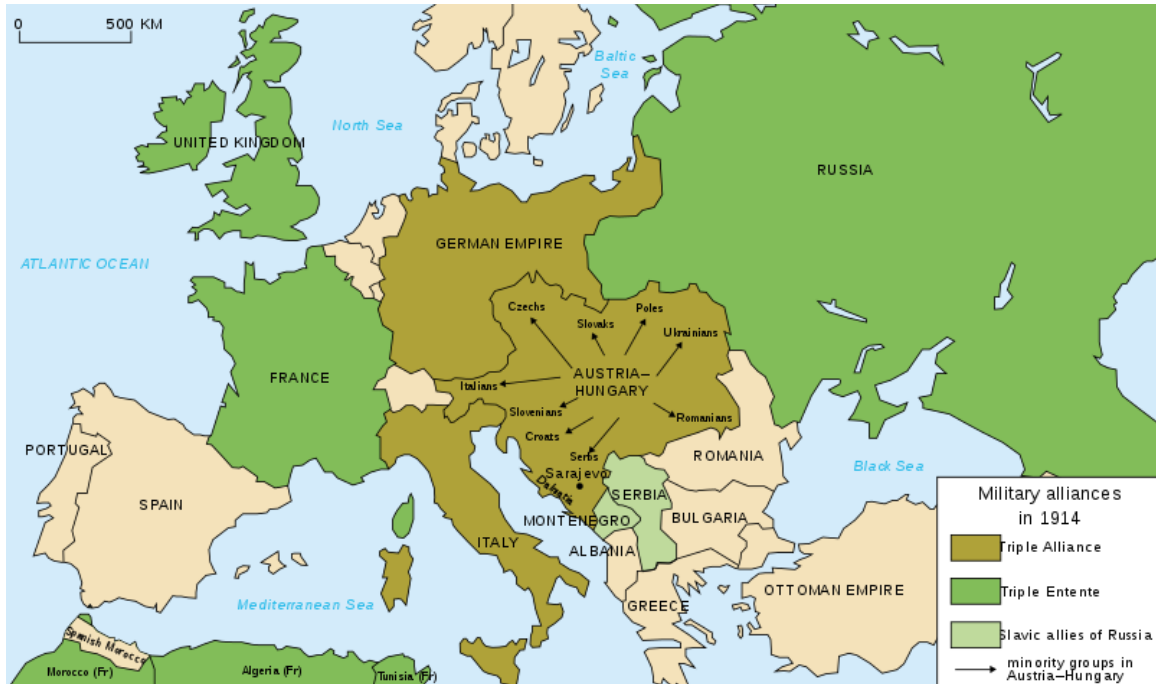 0 500 KM
Baltic
Sea
North Sea
UNITED KINGDOM
RUSSIA
GERMAN EMPIRE
ATLANTIC OCEAN
Czechs
Poles
Slovaks
Ukrainians
AUSTRIA–
HUNGARY
FRANCE
Italians
Slovenians
Romanians
Croats
Serbs
PORTUGAL
ROMANIA
Black Sea
Sarajevo
Dalmatia
SPAIN
SERBIA
MONTENEGRO
BULGARIA
ITALY
ALBANIA
OTTOMAN EMPIRE
Mediterranean Sea
GREECE
Spanish Morocco
Morocco (Fr)
Algeria (Fr)
Tunisia (Fr)
Military alliances
in 1914
Triple Alliance
Triple Entente
Slavic allies of Russia
minority groups in
Austria–Hungary